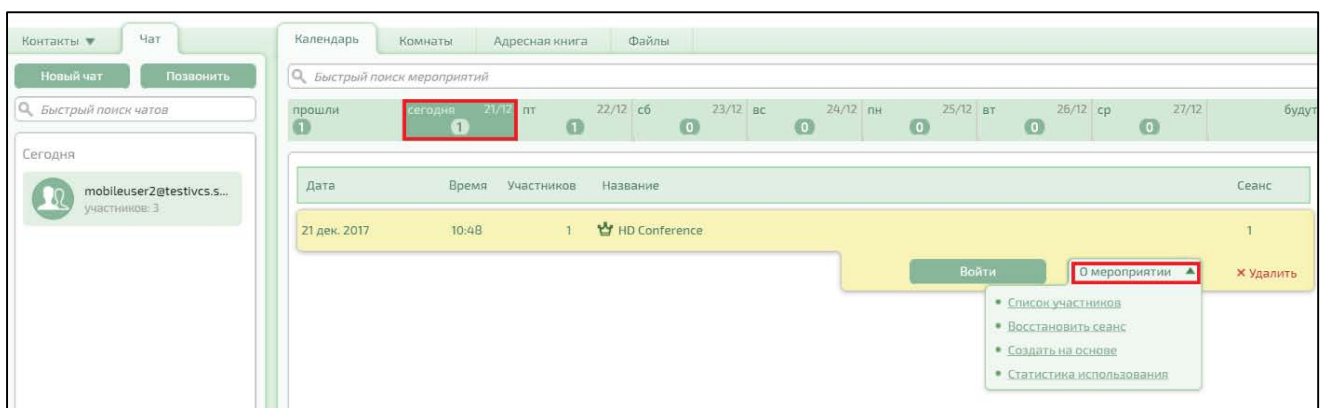 Контакты ▼ Чат
Новый чат Позвонить
Быстрый поиск чатов
Сегодня
mobileuser2@testivcs.s...
участников: 3
Календарь Комнаты Адресная книга Файлы
Быстрый поиск мероприятий
прошли сегодня 21/12 пт 22/12 сб 23/12 вс 24/12 пн 25/12 вт 26/12 ср 27/12 будут
1 1 1 0 0 0 0 0
Дата Время Участников Название Сеанс
21 дек. 2017 10:48 1 HD Conference 1
Войти О мероприятии ▲ × Удалить
• Список участников
• Восстановить сеанс
• Создать на основе
• Статистика использования